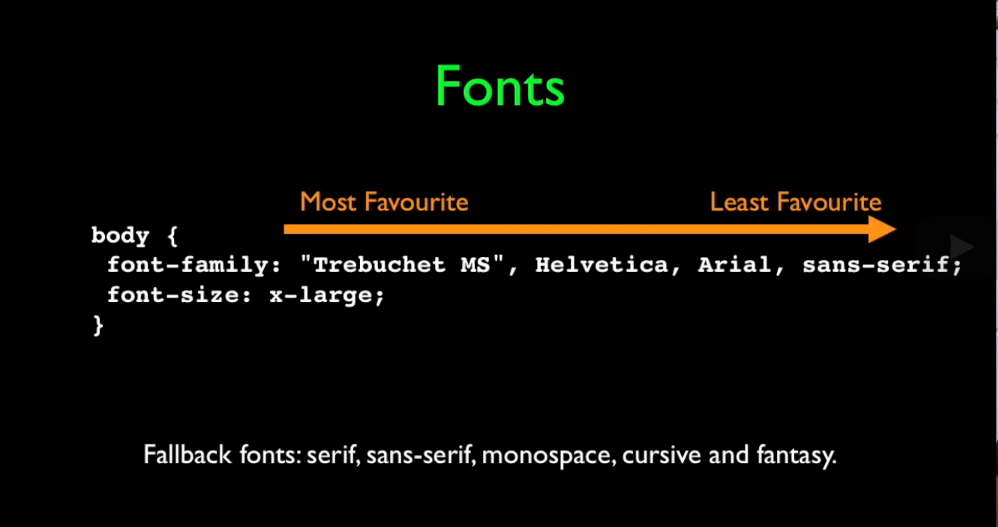 Fonts
Most Favourite Least Favourite
body {
font-family: "Trebuchet MS", Helvetica, Arial, sans-serif;
font-size: x-large;
}
Fallback fonts: serif, sans-serif, monospace, cursive and fantasy.